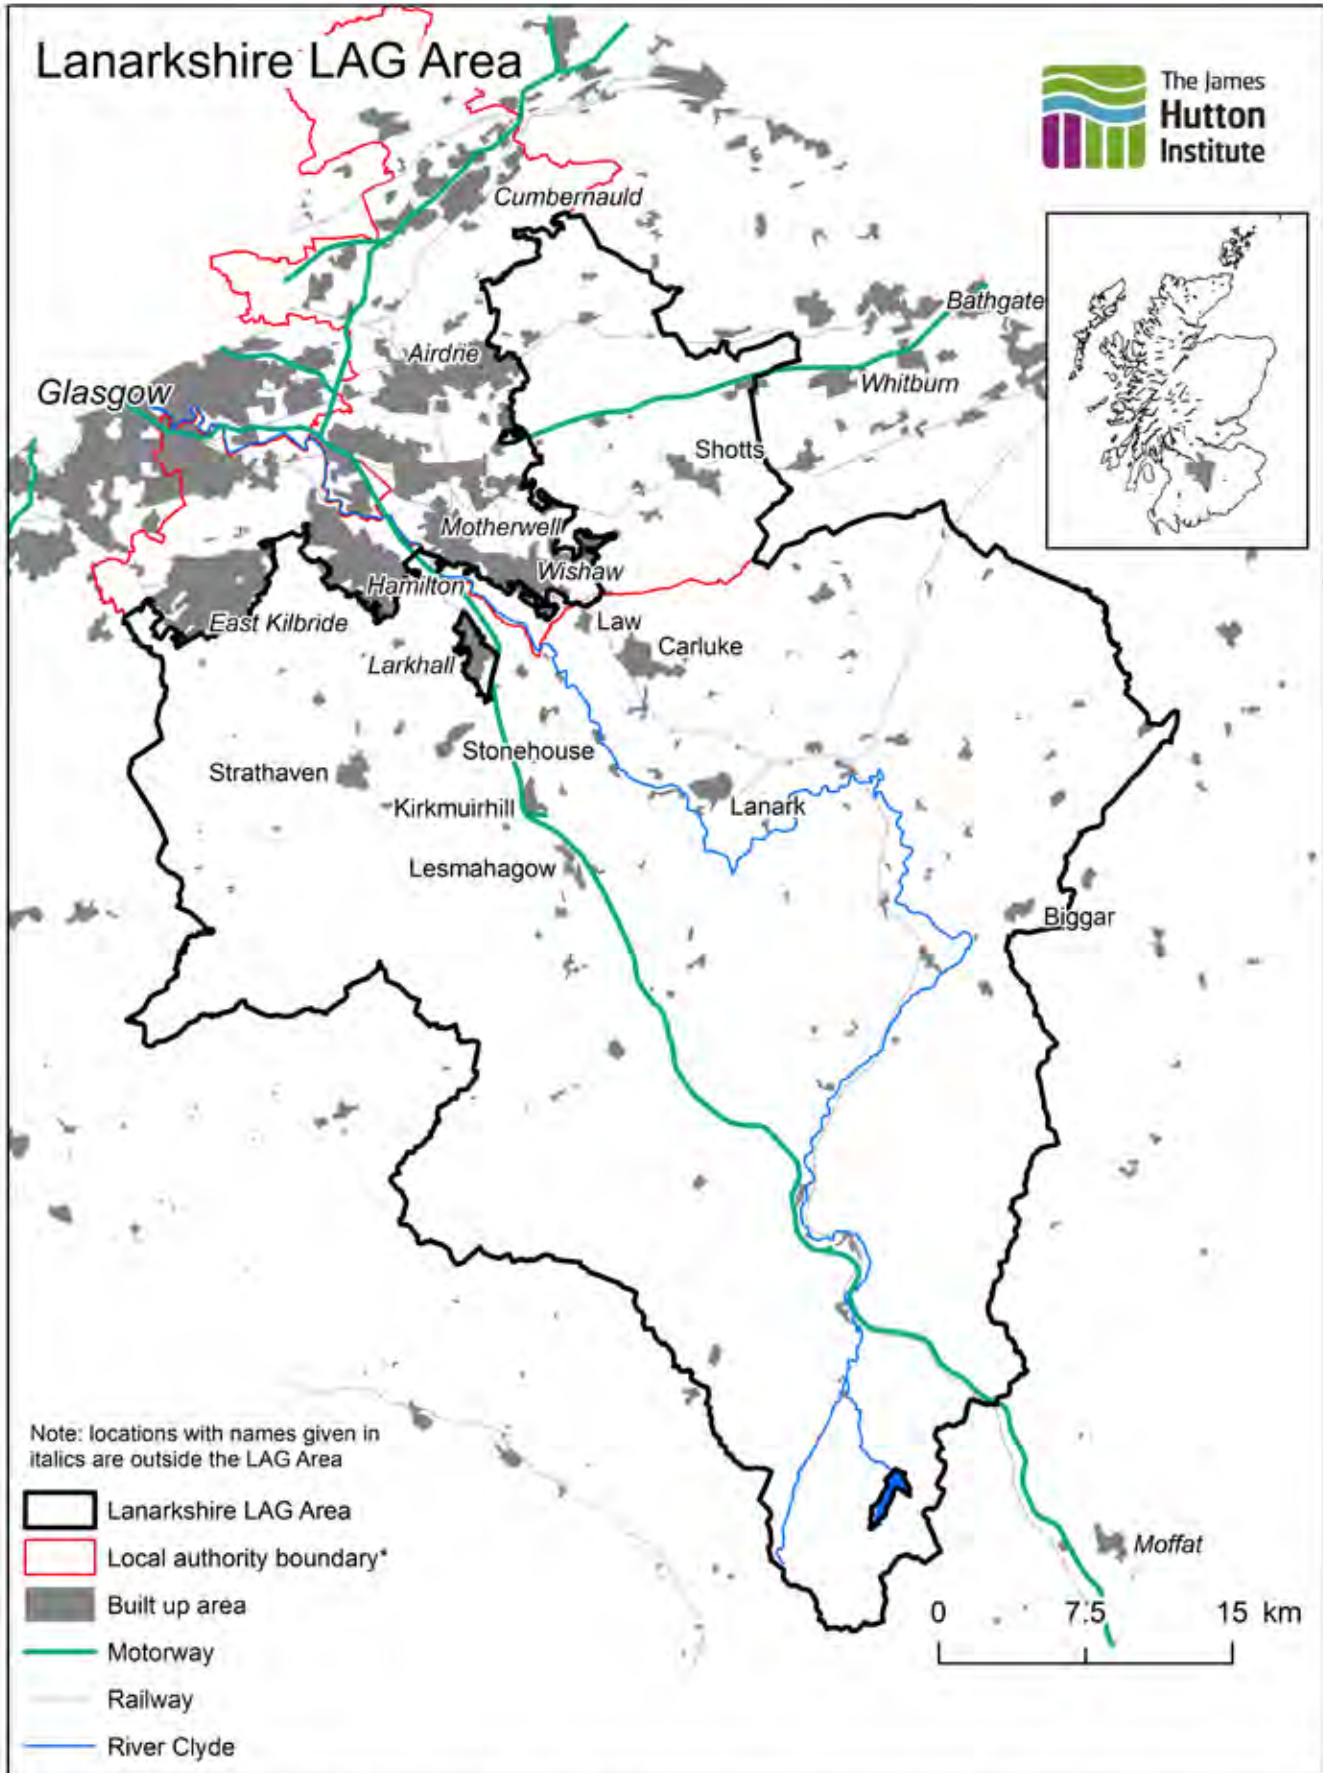 Lanarkshire LAG Area
The James
Hutton
Institute
Cumbernauld
Bathgate
Airdrie
Whitburn
Glasgow
Shotts
Motherwell
Wishaw
Hamilton
East Kilbride
Law
Carluke
Larkhall
Stonehouse
Strathaven
Kirkmuirhill
Lanark
Lesmahagow
Biggar
Moffat
Note: locations with names given in
italics are outside the LAG Area
Lanarkshire LAG Area
Local authority boundary*
Built up area
Motorway
Railway
River Clyde
0 7.5 15 km